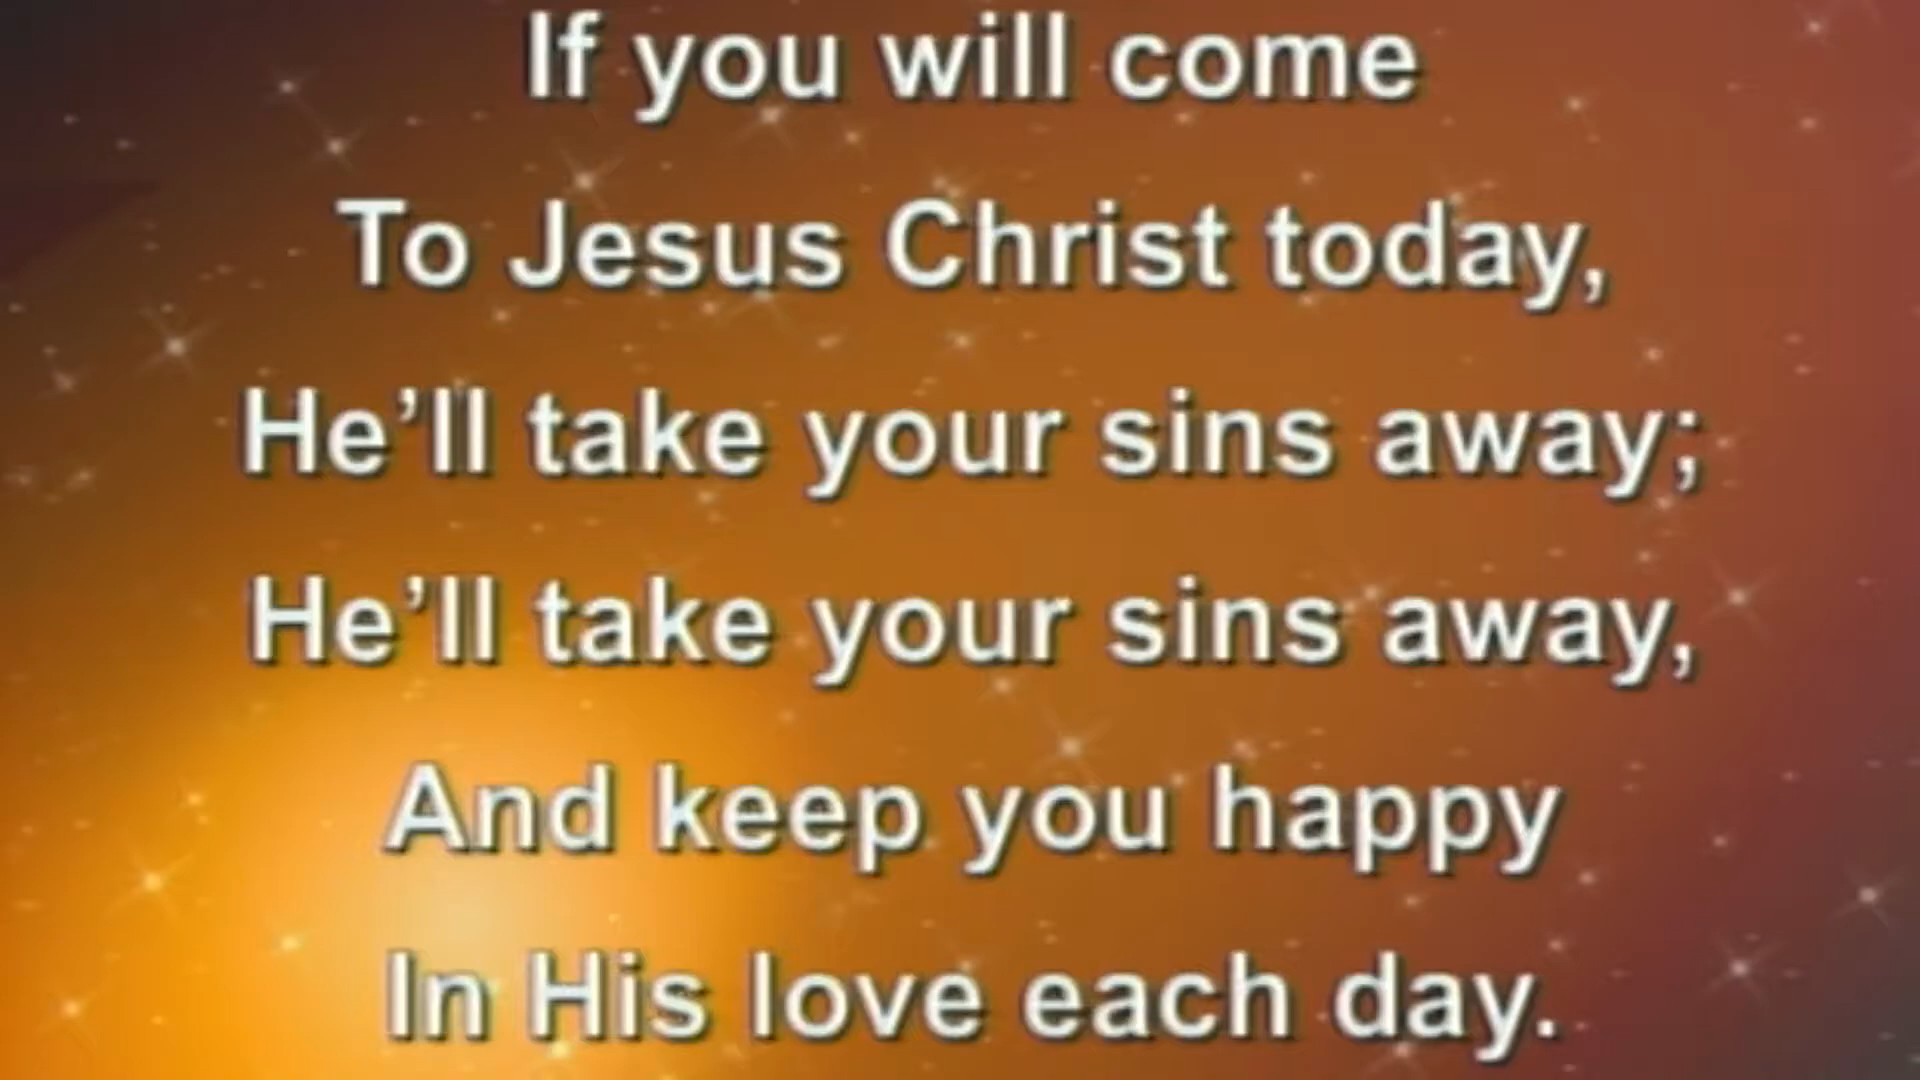 If you will come
To Jesus Christ today,
He’ll take your sins away;
He’ll take your sins away,
And keep you happy
In His love each day.